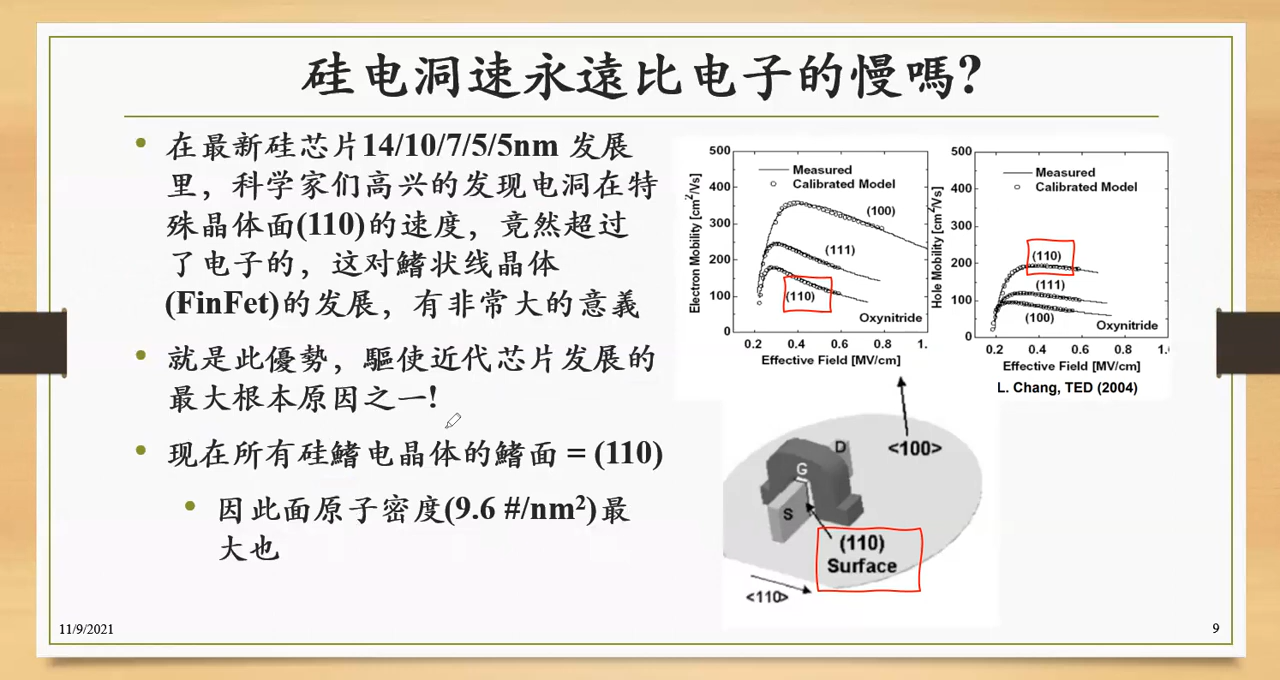 硅电洞速永遠比电子的慢嗎?
在最新硅芯片14/10/7/5/5nm 发展
里，科学家们高兴的发现电洞在特
殊晶体面(110)的速度，竟然超过
了电子的，这对鰭状线晶体
(FinFet)的发展，有非常大的意義
就是此優勢，驅使近代芯片发展的
最大根本原因之一!
现在所有硅鰭电晶体的鰭面 = (110)
因此面原子密度(9.6 #/nm²)最
大也
500
400
300
200
100
0
Electron Mobility [cm²/Vs]
Measured
Calibrated Model
(100)
(111)
(110)
Oxynitride
0.2 0.4 0.6 0.8 1.
Effective Field [MV/cm]
500
400
300
200
100
0
Hole Mobility [cm²/Vs]
Measured
Calibrated Model
(110)
(111)
(100)
Oxynitride
0.2 0.4 0.6 0.8 1.
Effective Field [MV/cm]
L. Chang, TED (2004)
<100>
D
G
S
(110)
Surface
<110>
11/9/2021
9